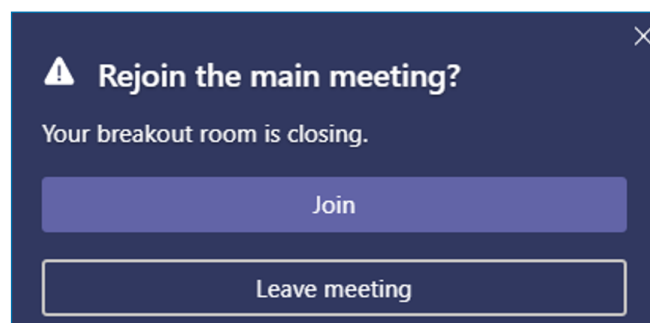 Rejoin the main meeting?
Your breakout room is closing.
Join
Leave meeting